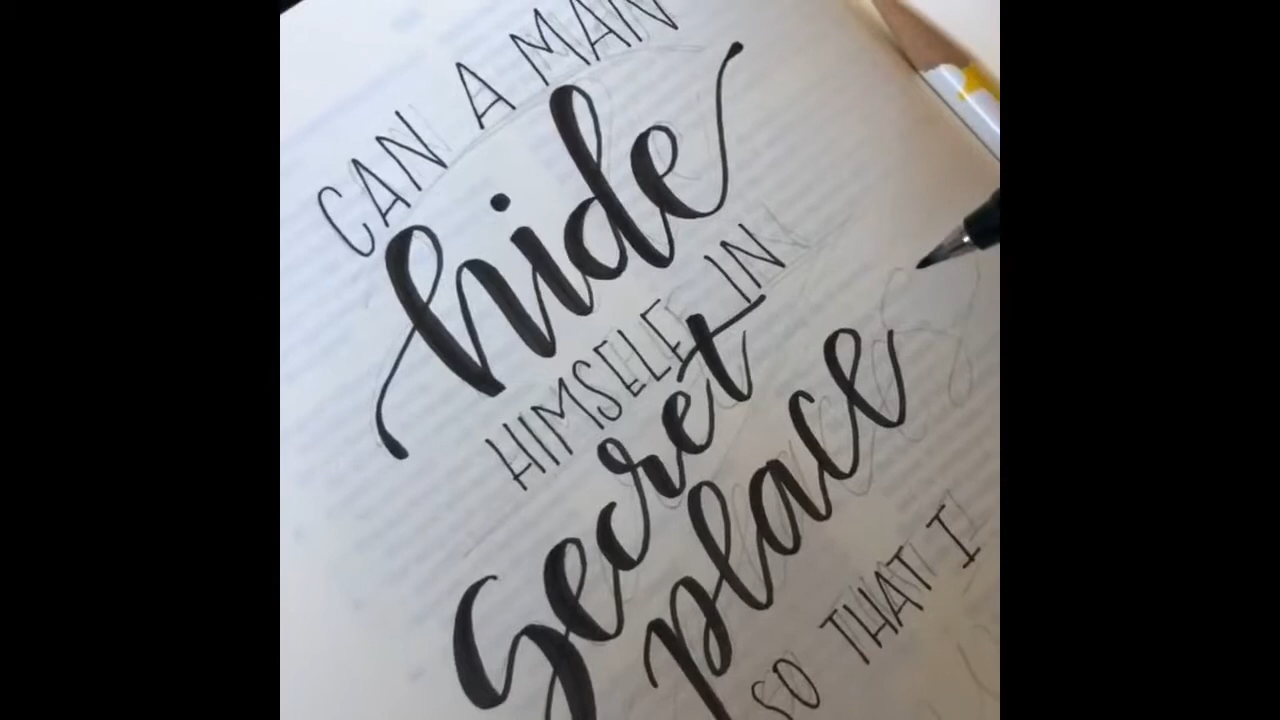 CAN A MAN
hide
HIMSELF IN
secret
place
SO THAT I